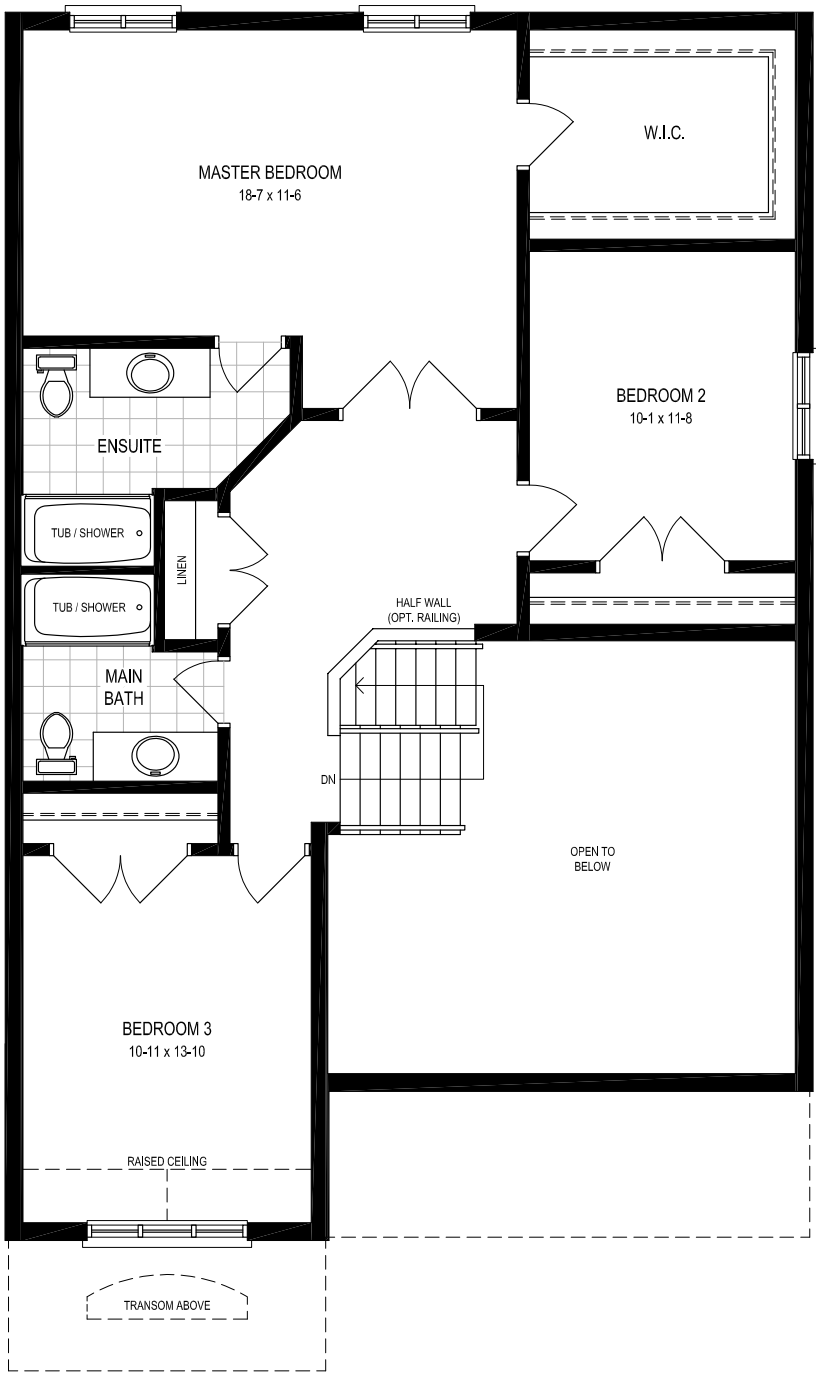 W.I.C.
MASTER BEDROOM
18-7 x 11-6
BEDROOM 2
10-1 x 11-8
ENSUITE
TUB / SHOWER
LINEN
TUB / SHOWER
HALF WALL
(OPT. RAILING)
MAIN
BATH
DN
OPEN TO
BELOW
BEDROOM 3
10-11 x 13-10
RAISED CEILING
TRANSOM ABOVE